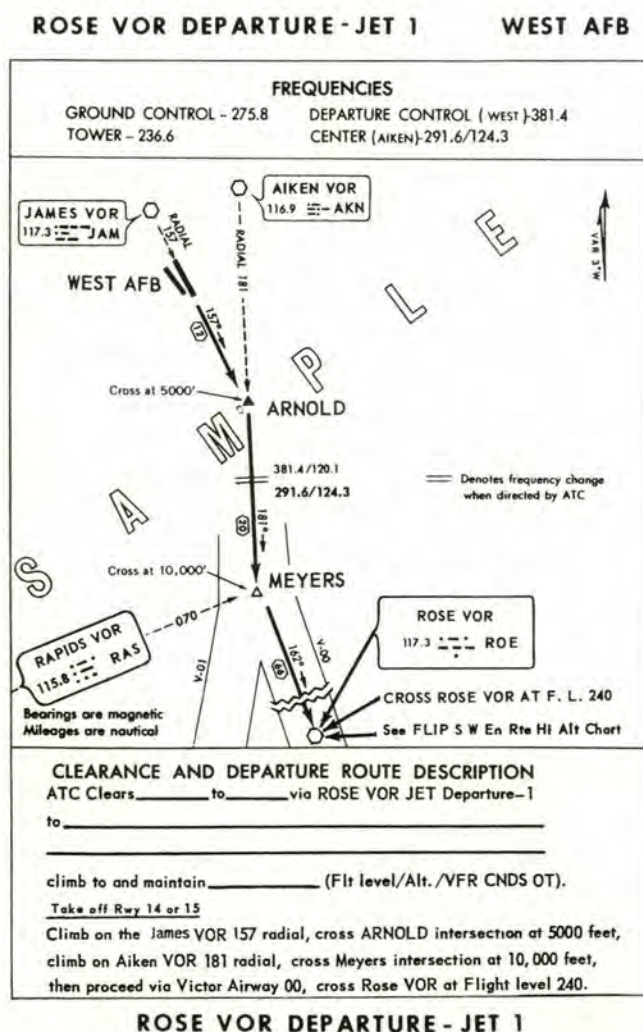 ROSE VOR DEPARTURE - JET 1 WEST AFB
FREQUENCIES
GROUND CONTROL - 275.8 DEPARTURE CONTROL ( WEST )-381.4
TOWER - 236.6 CENTER (AIKEN)-291.6/124.3
JAMES VOR
117.3 JAM
AIKEN VOR
116.9 AKN
RADIAL
157
RADIAL 181
VAR 3°W
WEST AFB
157°
12
Cross at 5000'
ARNOLD
SAMPLE
381.4/120.1
291.6/124.3
Denotes frequency change
when directed by ATC
20
181°
Cross at 10,000'
MEYERS
RAPIDS VOR
115.8 RAS
070
V-01
V-00
162°
66
ROSE VOR
117.3 ROE
CROSS ROSE VOR AT F. L. 240
See FLIP S W En Rte Hi Alt Chart
Bearings are magnetic
Mileages are nautical
CLEARANCE AND DEPARTURE ROUTE DESCRIPTION
ATC Clears________to______via ROSE VOR JET Departure-1
to
climb to and maintain__________(Flt level/Alt./VFR CNDS OT).
Take off Rwy 14 or 15
Climb on the James VOR 157 radial, cross ARNOLD intersection at 5000 feet,
climb on Aiken VOR 181 radial, cross Meyers intersection at 10,000 feet,
then proceed via Victor Airway 00, cross Rose VOR at Flight level 240.
ROSE VOR DEPARTURE - JET 1